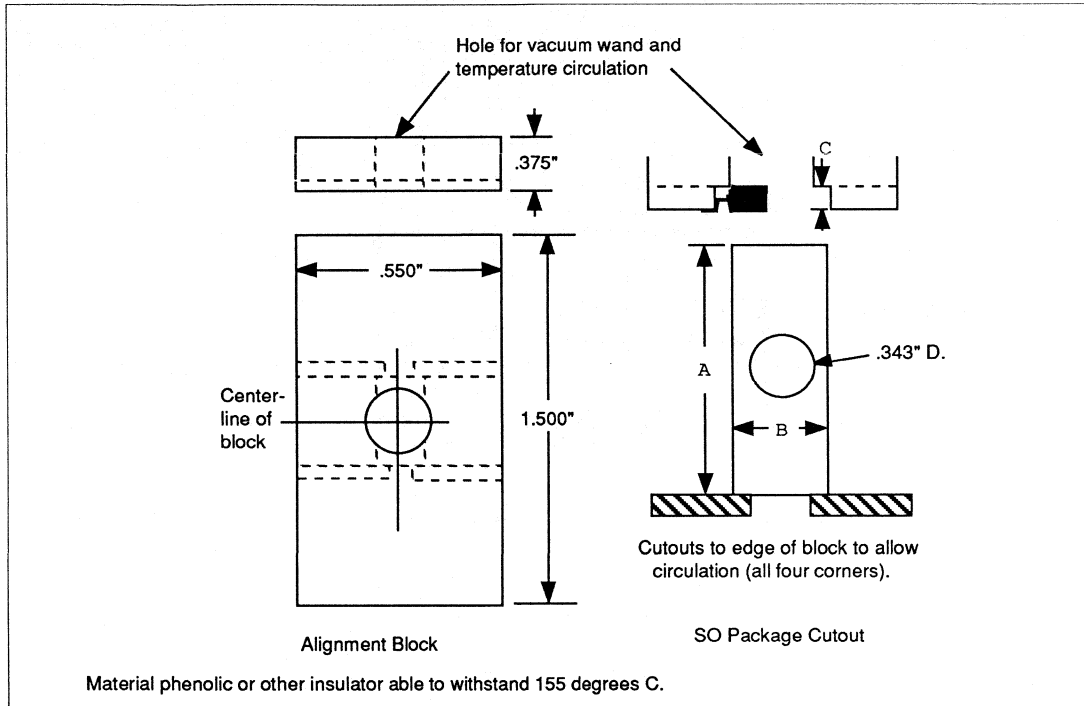 Hole for vacuum wand and
temperature circulation
.375"
C
.550"
Center-
line of
block
1.500"
A
B
.343" D.
Cutouts to edge of block to allow
circulation (all four corners).
Alignment Block
SO Package Cutout
Material phenolic or other insulator able to withstand 155 degrees C.